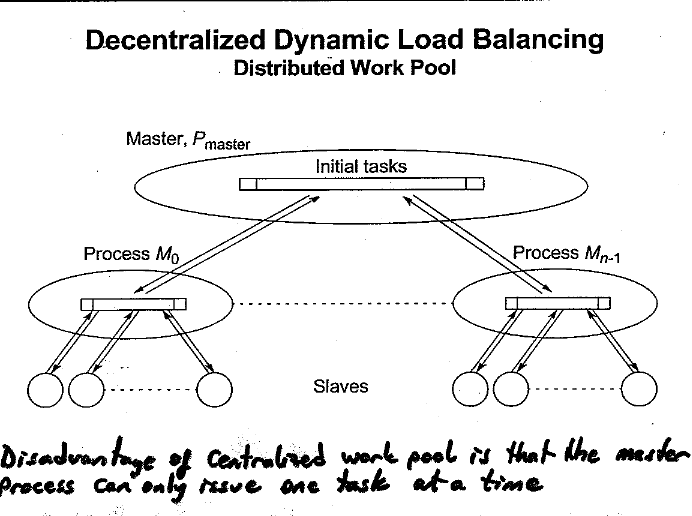 Decentralized Dynamic Load Balancing
Distributed Work Pool
Master, Pmaster
Initial tasks
Process M0
Process Mn-1
Slaves
Disadvantage of centralized work pool is that the master
process can only issue one task at a time